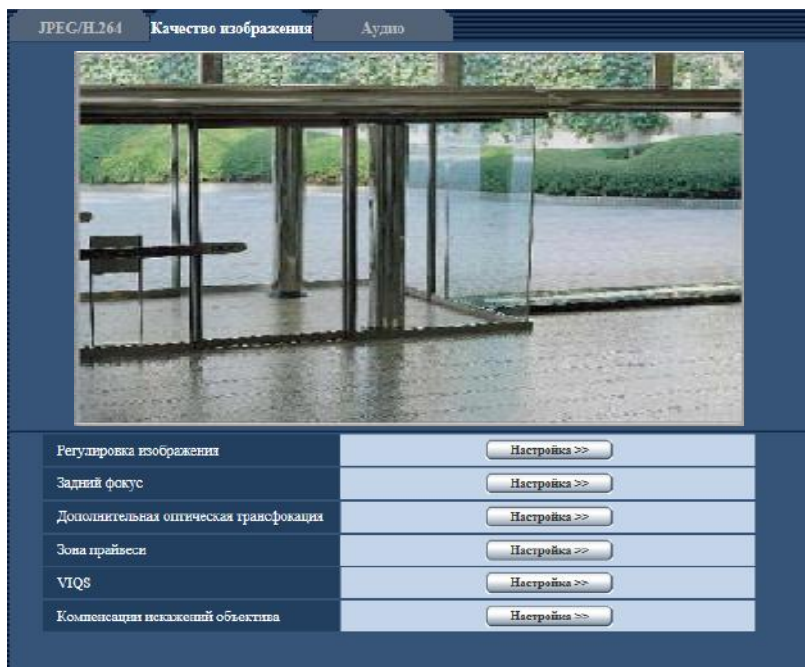 JPEG/H.264 Качество изображения Аудио
Регулировка изображения Настройка >>
Задний фокус Настройка >>
Дополнительная оптическая трансфокация Настройка >>
Зона прайвеси Настройка >>
VIQS Настройка >>
Компенсации искажений объектива Настройка >>